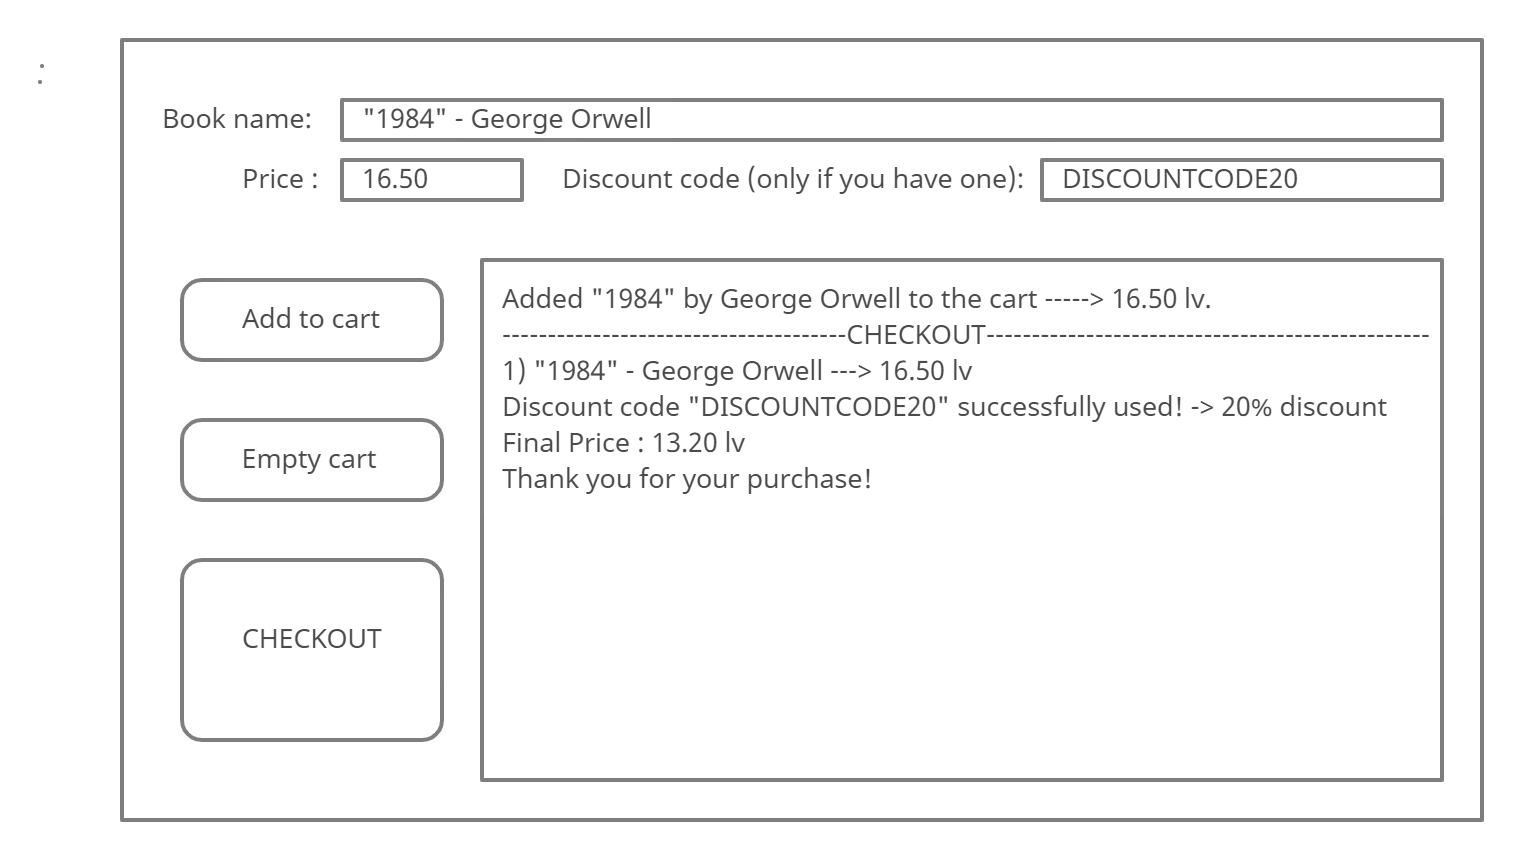 Book name: "1984" - George Orwell
Price : 16.50 Discount code (only if you have one): DISCOUNTCODE20
Add to cart
Empty cart
CHECKOUT
Added "1984" by George Orwell to the cart -----> 16.50 lv.
--------------------------------------CHECKOUT-------------------------------------------------
1) "1984" - George Orwell ---> 16.50 lv
Discount code "DISCOUNTCODE20" successfully used! -> 20% discount
Final Price : 13.20 lv
Thank you for your purchase!